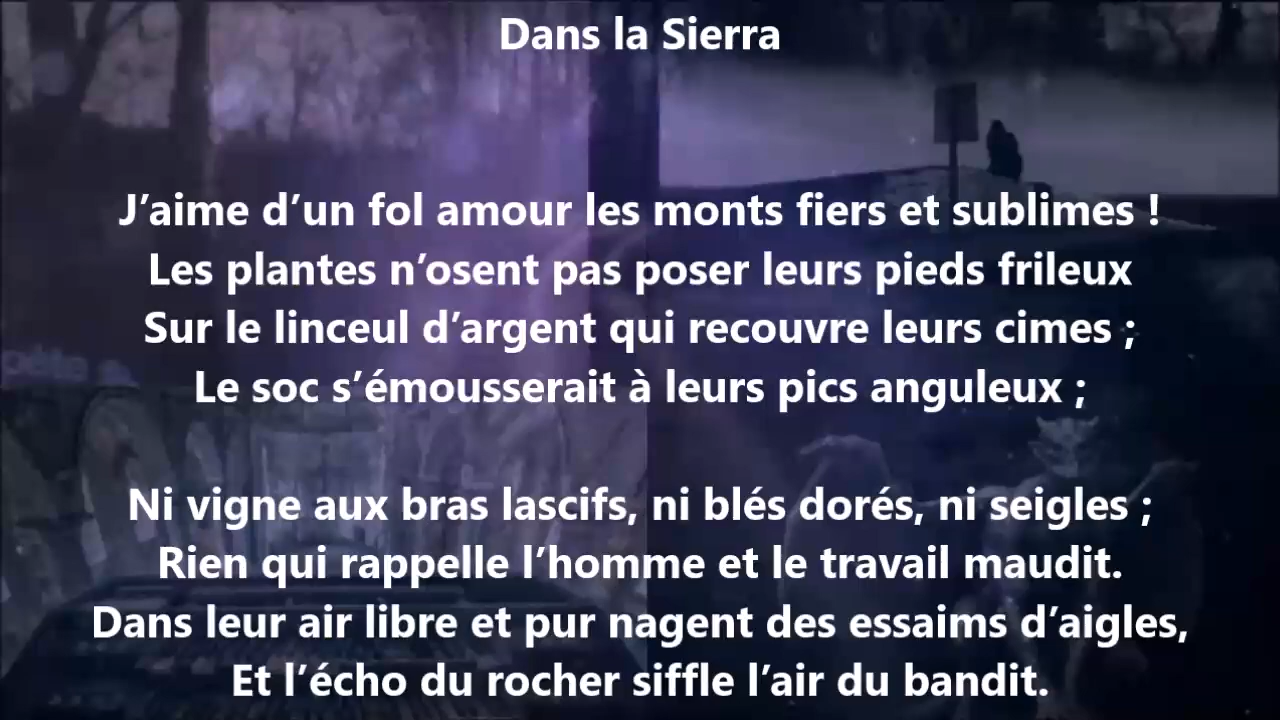 Dans la Sierra
J’aime d’un fol amour les monts fiers et sublimes !
Les plantes n’osent pas poser leurs pieds frileux
Sur le linceul d’argent qui recouvre leurs cimes ;
Le soc s’émousserait à leurs pics anguleux ;
Ni vigne aux bras lascifs, ni blés dorés, ni seigles ;
Rien qui rappelle l’homme et le travail maudit.
Dans leur air libre et pur nagent des essaims d’aigles,
Et l’écho du rocher siffle l’air du bandit.